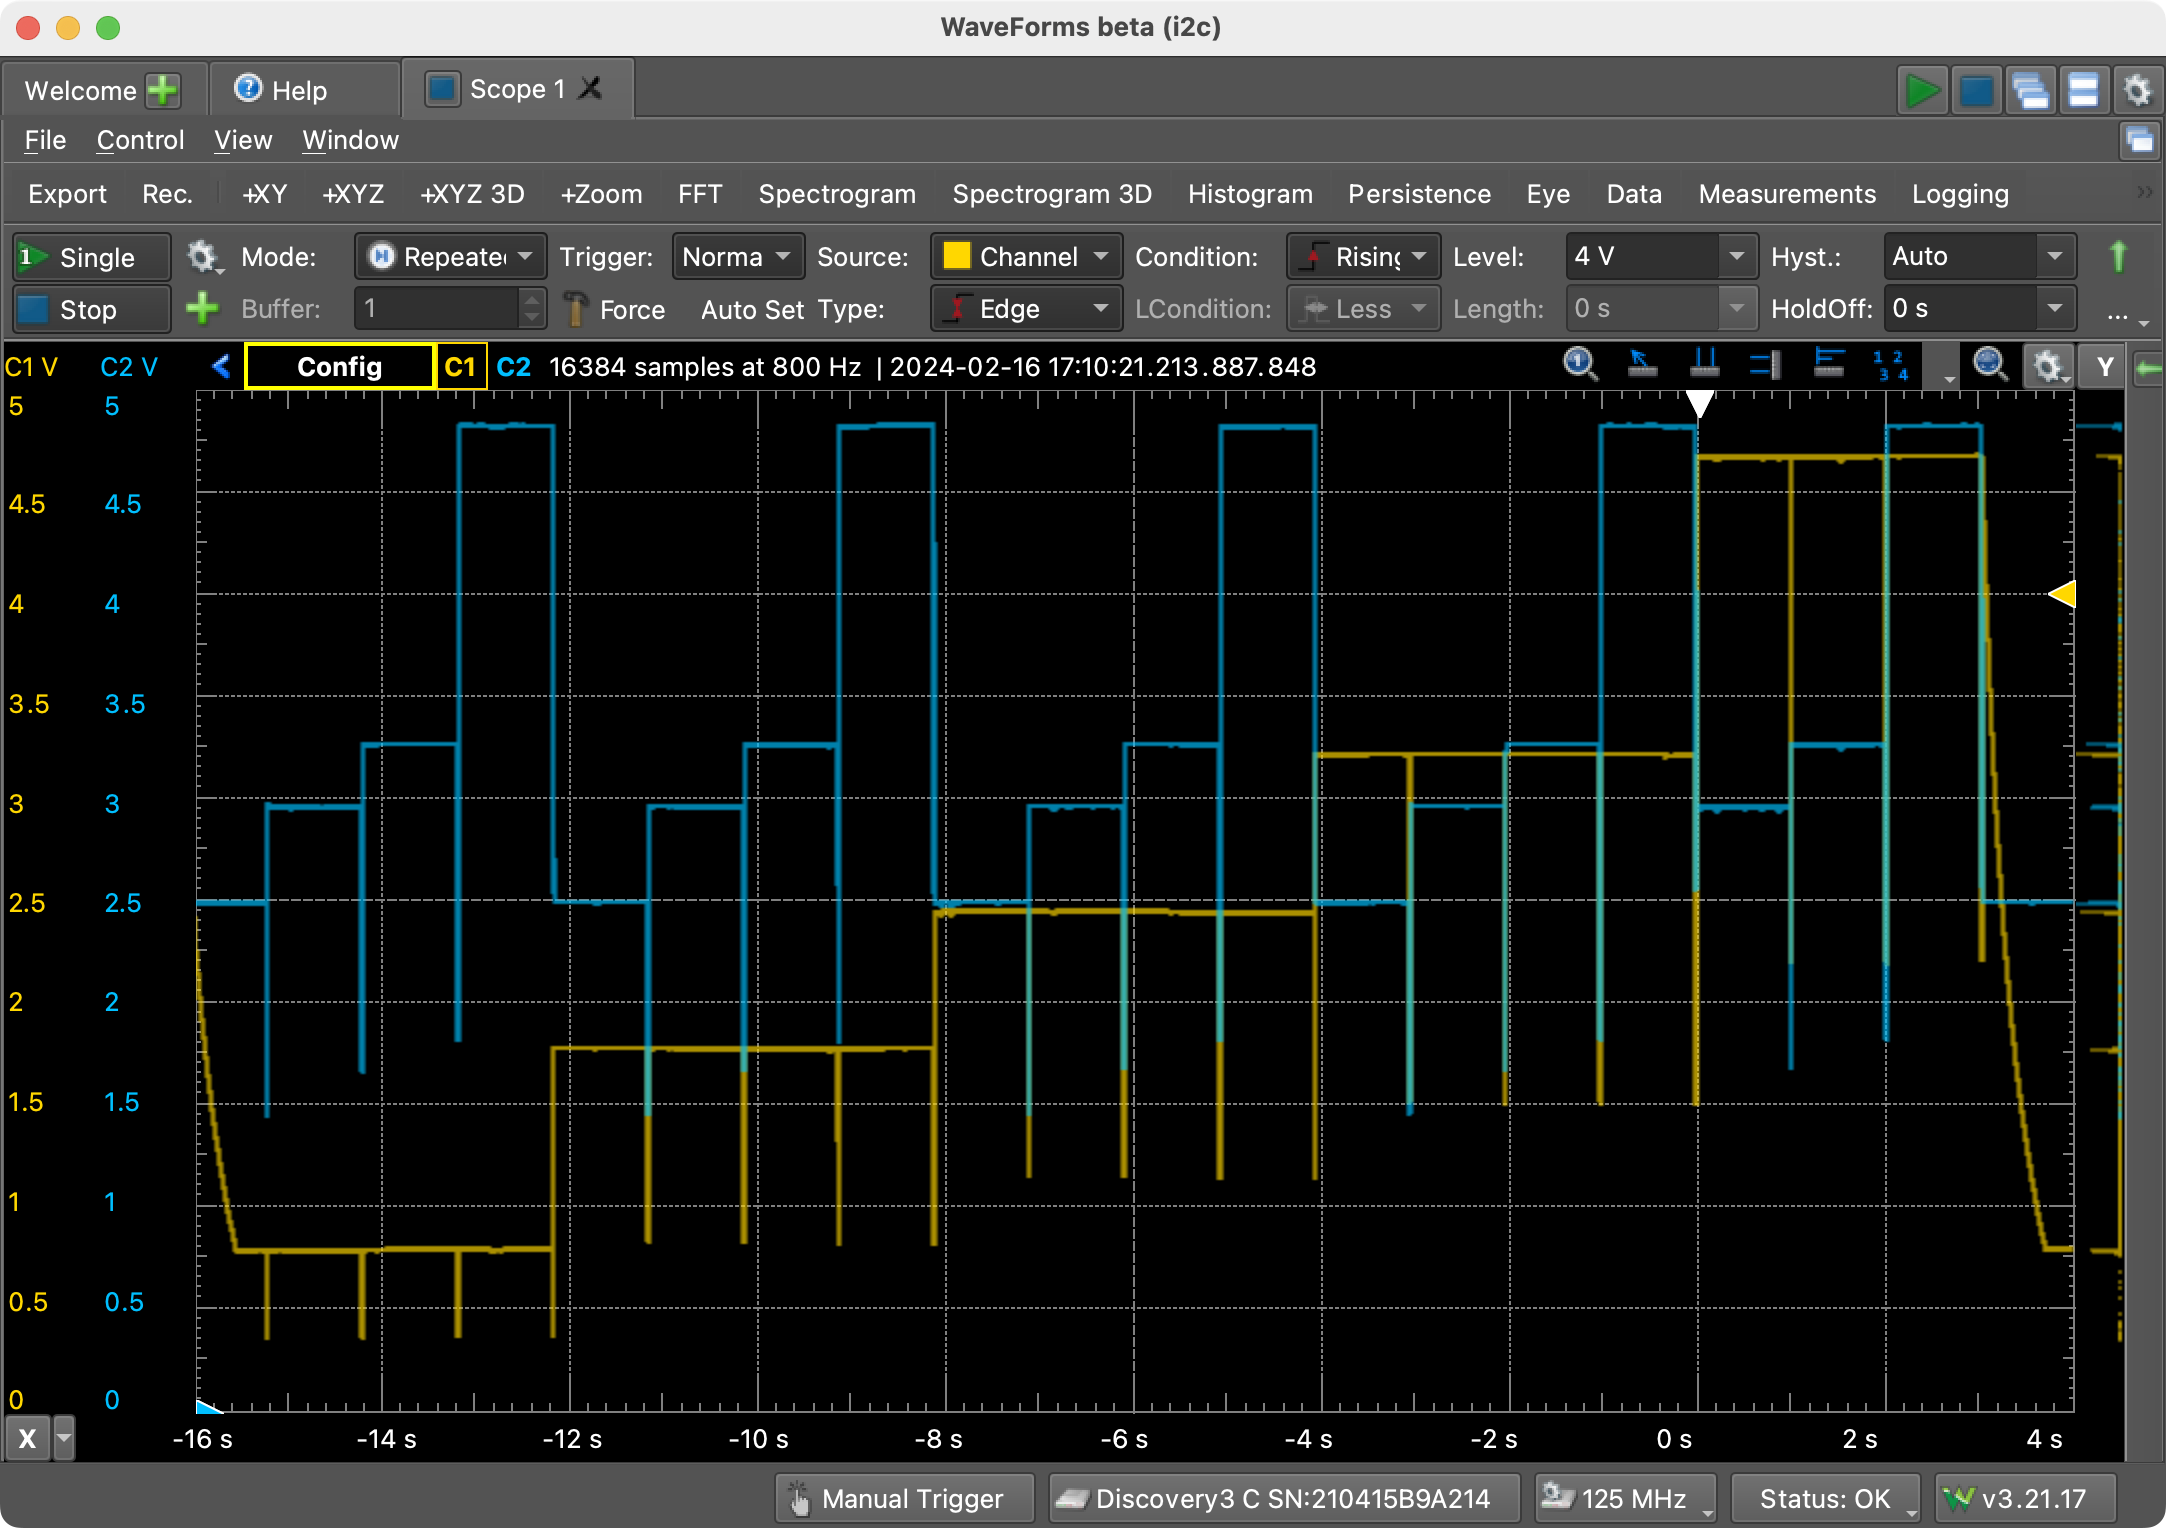 WaveForms beta (i2c)
Welcome Help Scope 1
File Control View Window
Export Rec. +XY +XYZ +XYZ 3D +Zoom FFT Spectrogram Spectrogram 3D Histogram Persistence Eye Data Measurements Logging »
1 Single Mode: Repeate Trigger: Norma Source: Channel Condition: Rising Level: 4 V Hyst.: Auto
Stop Buffer: 1 Force Auto Set Type: Edge LCondition: Less Length: 0 s HoldOff: 0 s ...
C1 V C2 V Config C1 C2 16384 samples at 800 Hz | 2024-02-16 17:10:21.213.887.848 1 1 2 3 4 Y
5 5
4.5 4.5
4 4
3.5 3.5
3 3
2.5 2.5
2 2
1.5 1.5
1 1
0.5 0.5
0 0
X -16 s -14 s -12 s -10 s -8 s -6 s -4 s -2 s 0 s 2 s 4 s
Manual Trigger Discovery3 C SN:210415B9A214 125 MHz Status: OK W v3.21.17